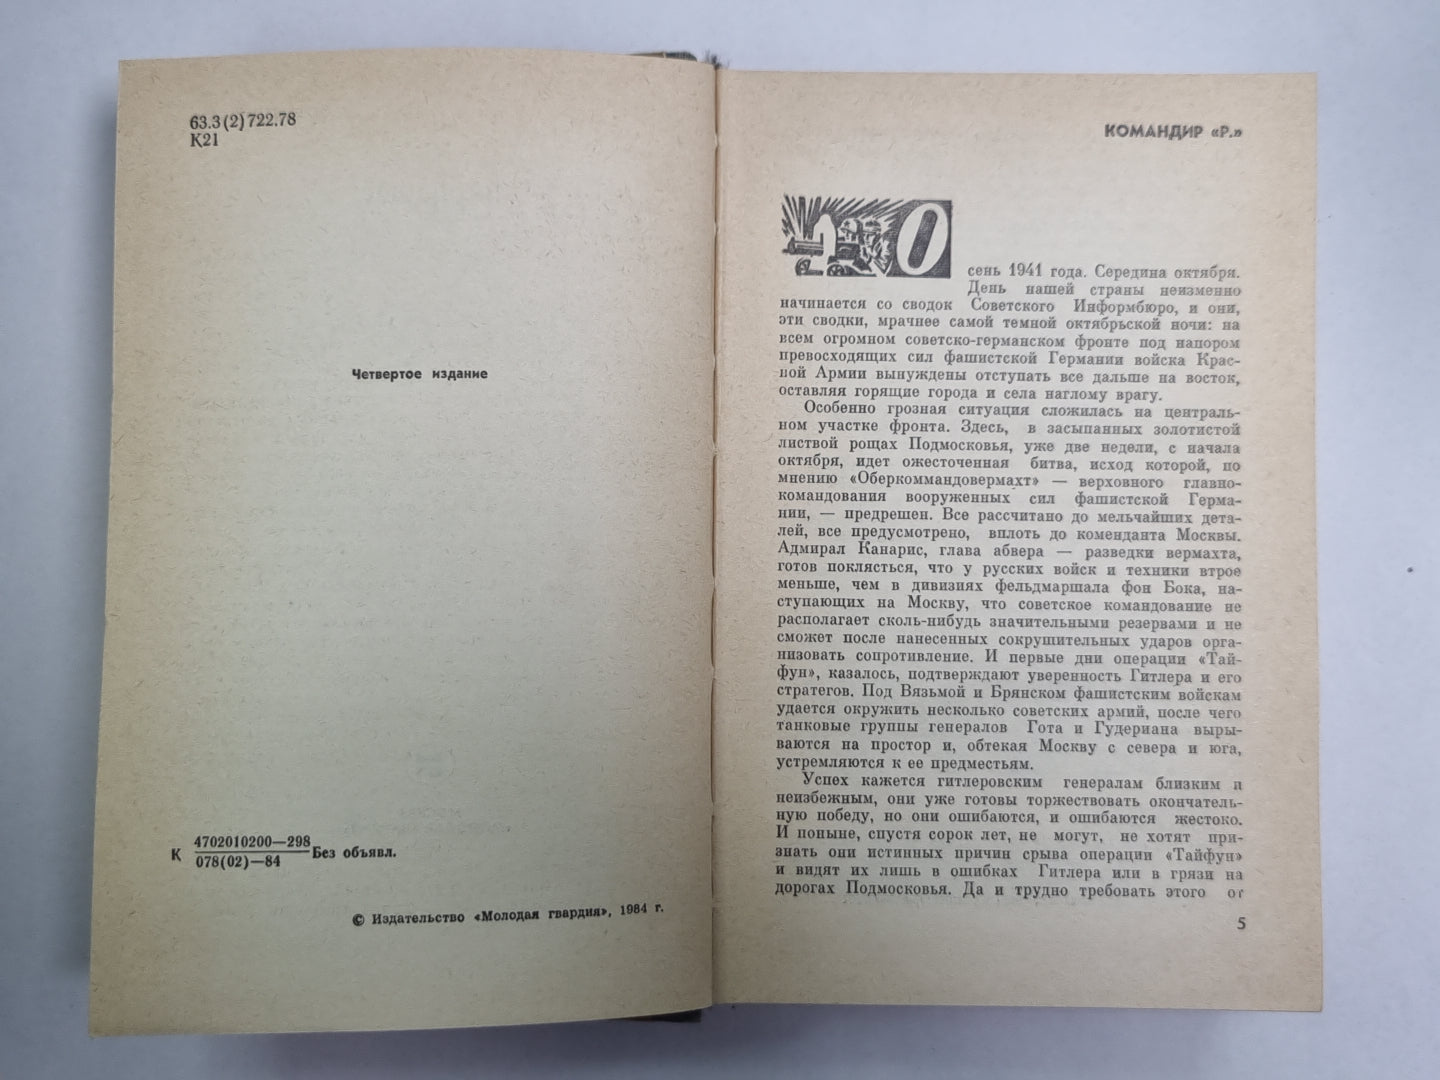 63.3(2)722.78
К21
Четвертое издание
К 4702010200—298
078(02)—84 Без объявл.
© Издательство «Молодая гвардия», 1984 г.
КОМАНДИР «Р.»
О
сень 1941 года. Середина октября.
День нашей страны неизменно
начинается со сводок Советского Информбюро, и они,
эти сводки, мрачнее самой темной октябрьской ночи: на
всем огромном советско-германском фронте под напором
превосходящих сил фашистской Германии войска Крас-
ной Армии вынуждены отступать все дальше на восток,
оставляя горящие города и села наглому врагу.
Особенно грозная ситуация сложилась на централь-
ном участке фронта. Здесь, в засыпанных золотистой
листвой рощах Подмосковья, уже две недели, с начала
октября, идет ожесточенная битва, исход которой, по
мнению «Оберкоммандовермахт» — верховного главно-
командования вооруженных сил фашистской Герма-
нии, — предрешен. Все рассчитано до мельчайших дета-
лей, все предусмотрено, вплоть до коменданта Москвы.
Адмирал Канарис, глава абвера — разведки вермахта,
готов поклясться, что у русских войск и техники втрое
меньше, чем в дивизиях фельдмаршала фон Бока, на-
ступающих на Москву, что советское командование не
располагает сколь-нибудь значительными резервами и не
сможет после нанесенных сокрушительных ударов орга-
низовать сопротивление. И первые дни операции «Тай-
фун», казалось, подтверждают уверенность Гитлера и его
стратегов. Под Вязьмой и Брянском фашистским войскам
удается окружить несколько советских армий, после чего
танковые группы генералов Гота и Гудериана выры-
ваются на простор и, обтекая Москву с севера и юга,
устремляются к ее предместьям.
Успех кажется гитлеровским генералам близким и
неизбежным, они уже готовы торжествовать окончатель-
ную победу, но они ошибаются, и ошибаются жестоко.
И поныне, спустя сорок лет, не могут, не хотят при-
знать они истинных причин срыва операции «Тайфун»
и видят их лишь в ошибках Гитлера или в грязи на
дорогах Подмосковья. Да и трудно требовать этого от
5